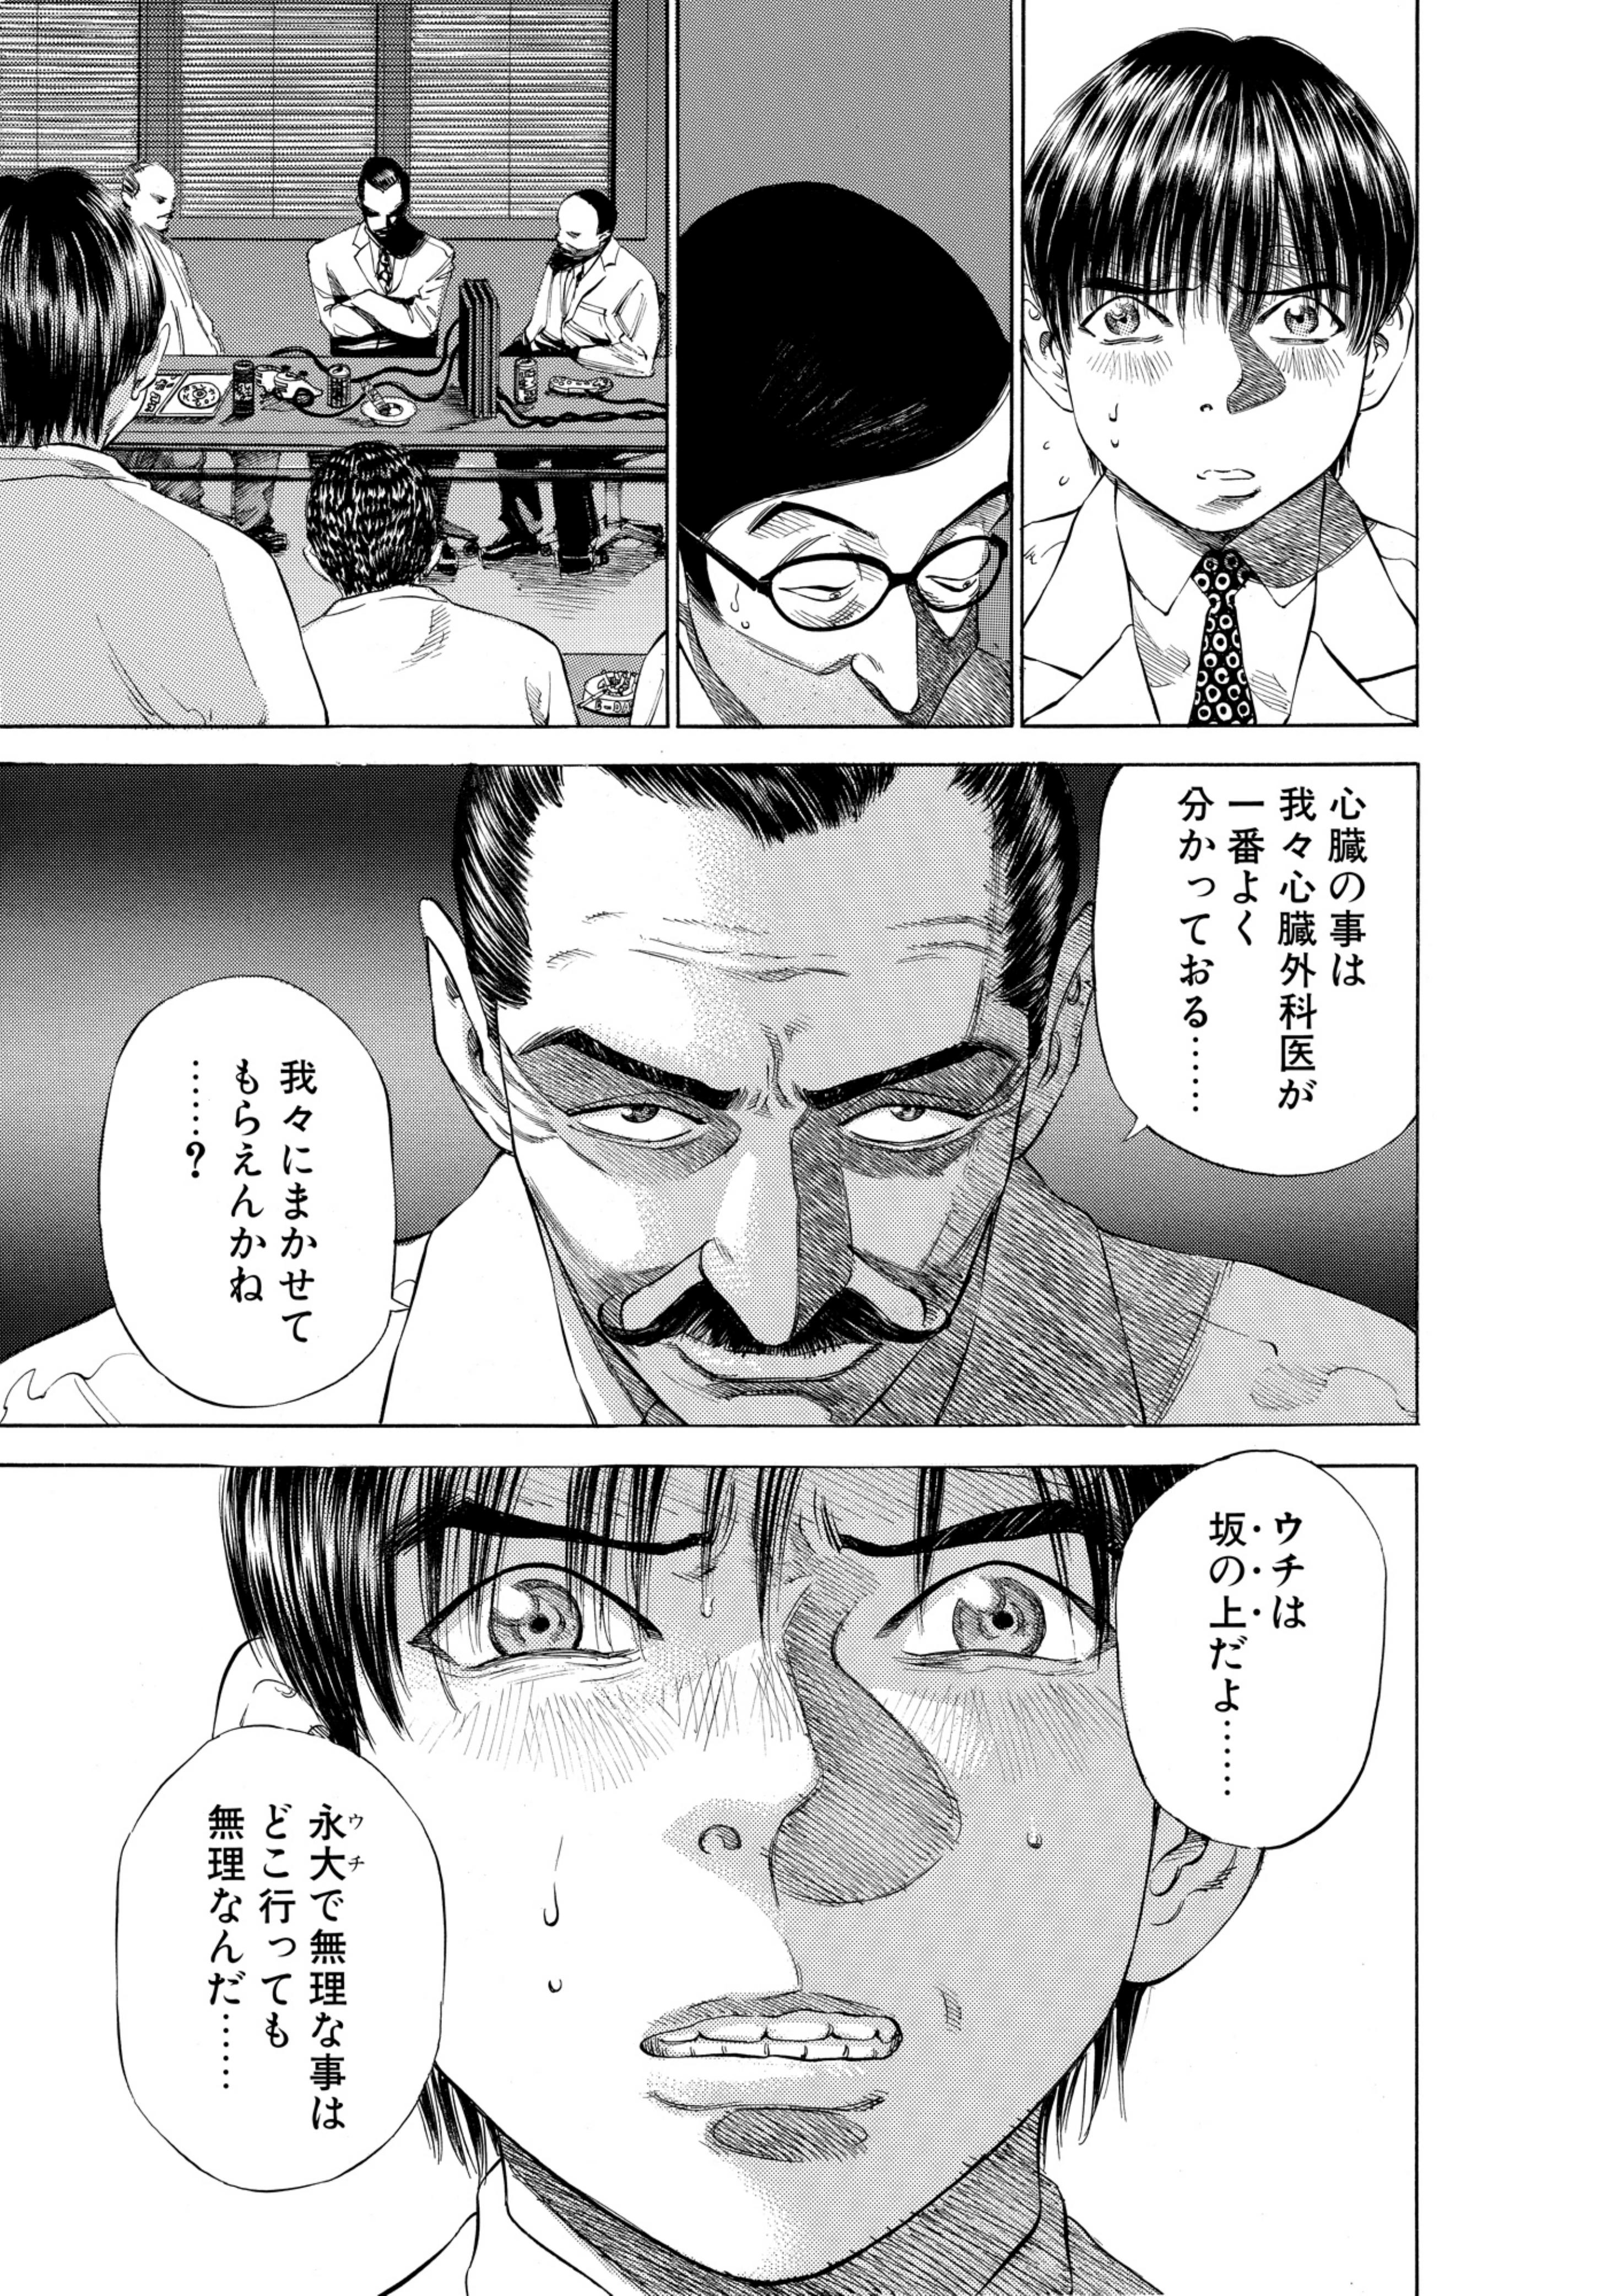 心臓の事は
我々心臓外科医が
一番よく
分かっておる……
我々にまかせて
もらえんかね
……？
ウチは
坂の上だよ……
永大で無理な事は
ウチ
どこ行っても
無理なんだ……